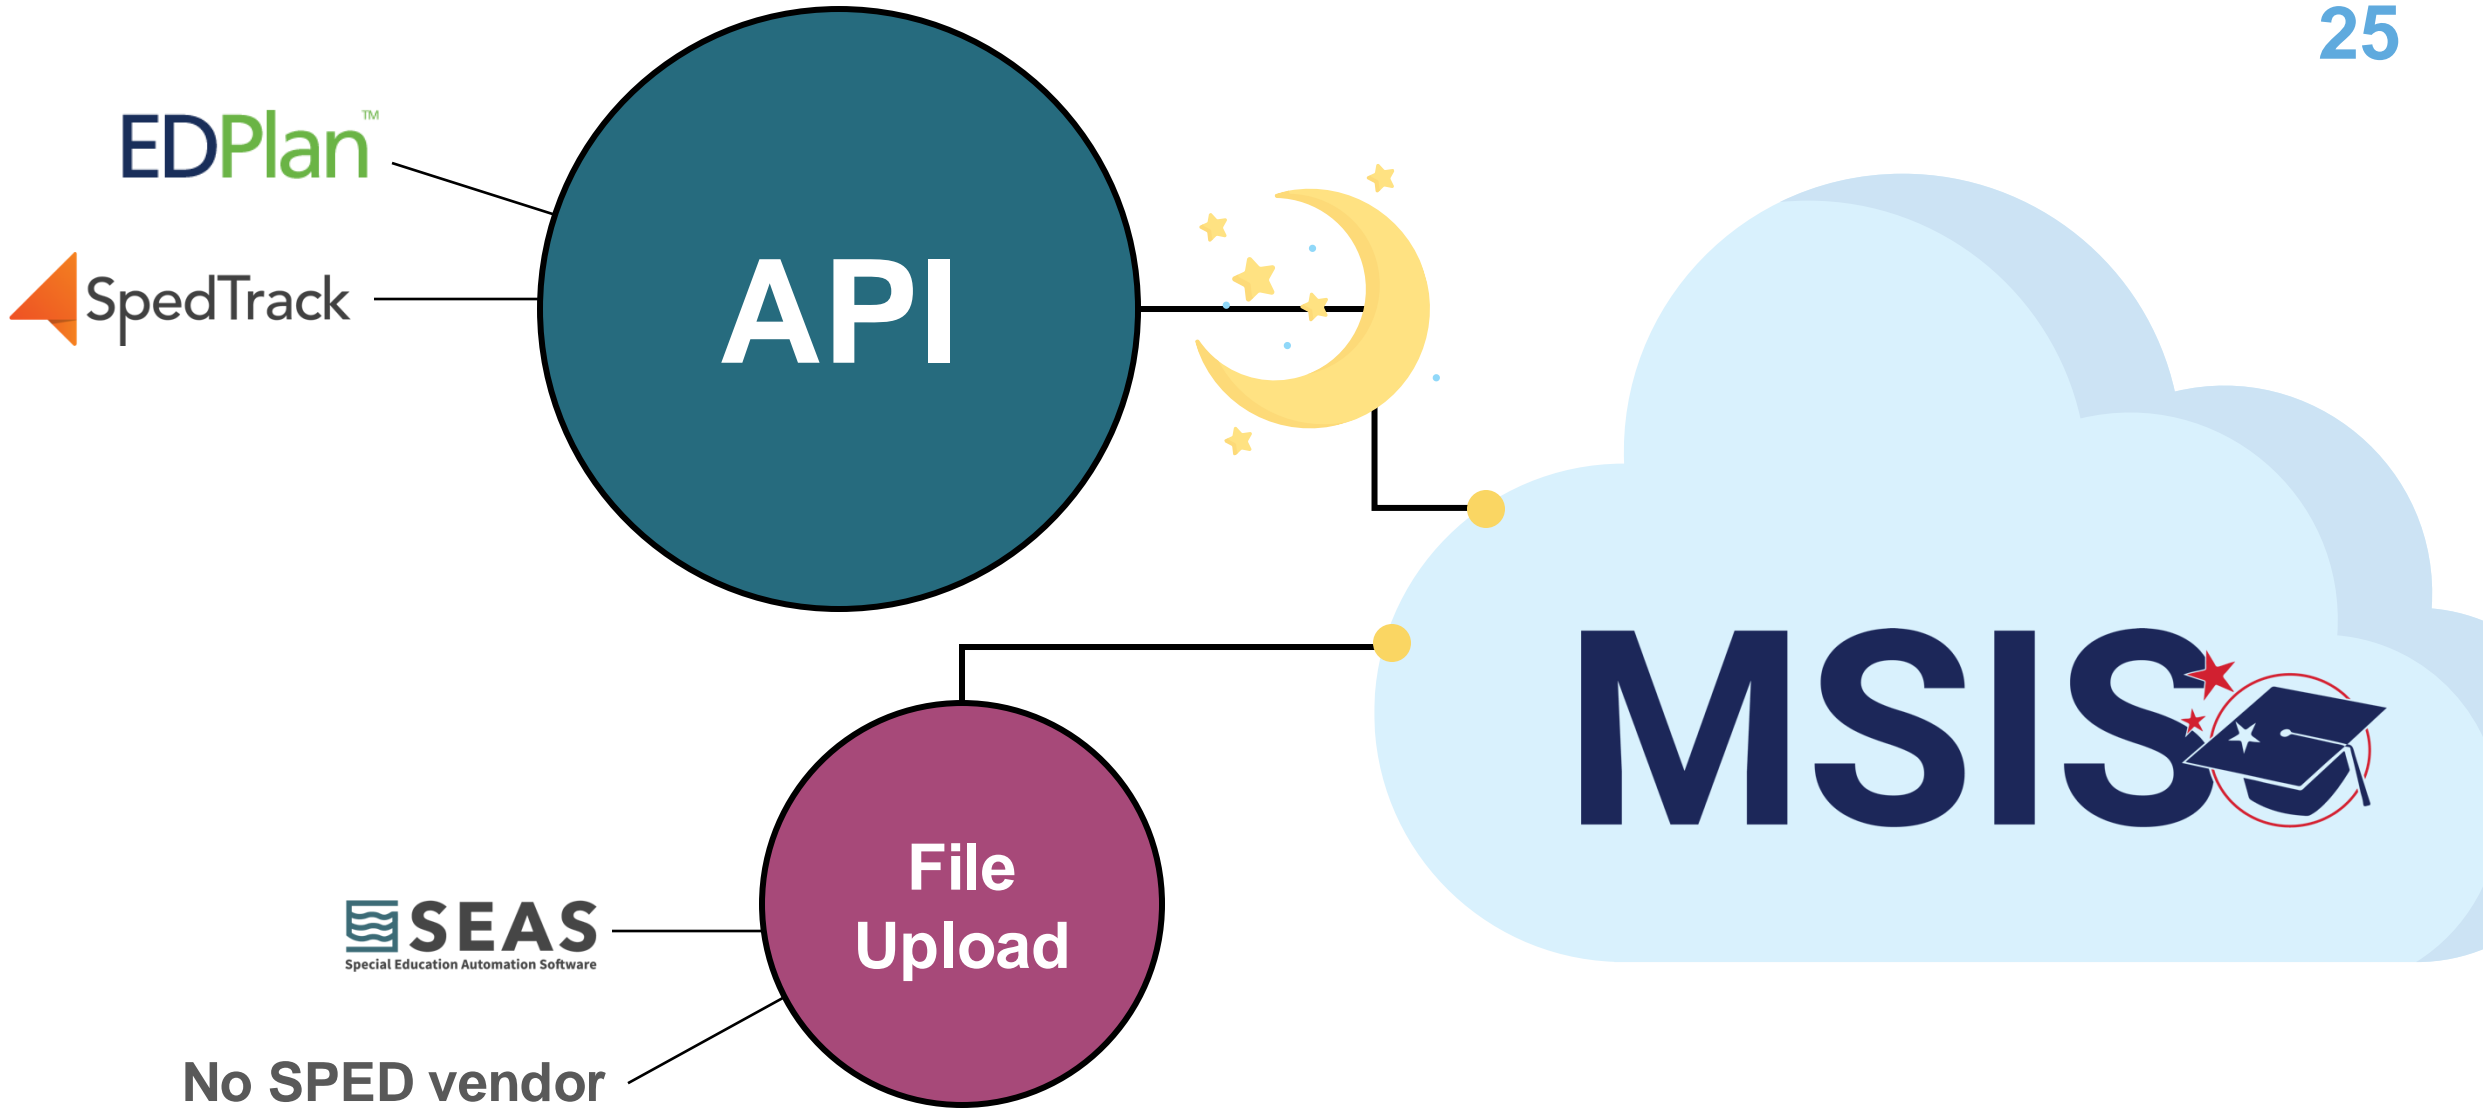 25
EDPlan™
SpedTrack
API
MSIS
File
Upload
SEAS
Special Education Automation Software
No SPED vendor